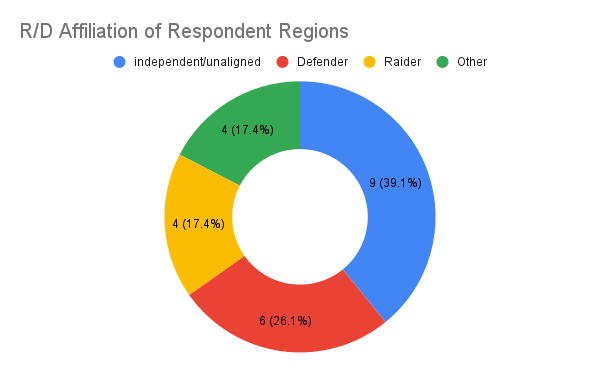 R/D Affiliation of Respondent Regions
independent/unaligned Defender Raider Other
4 (17.4%)
9 (39.1%)
4 (17.4%)
6 (26.1%)